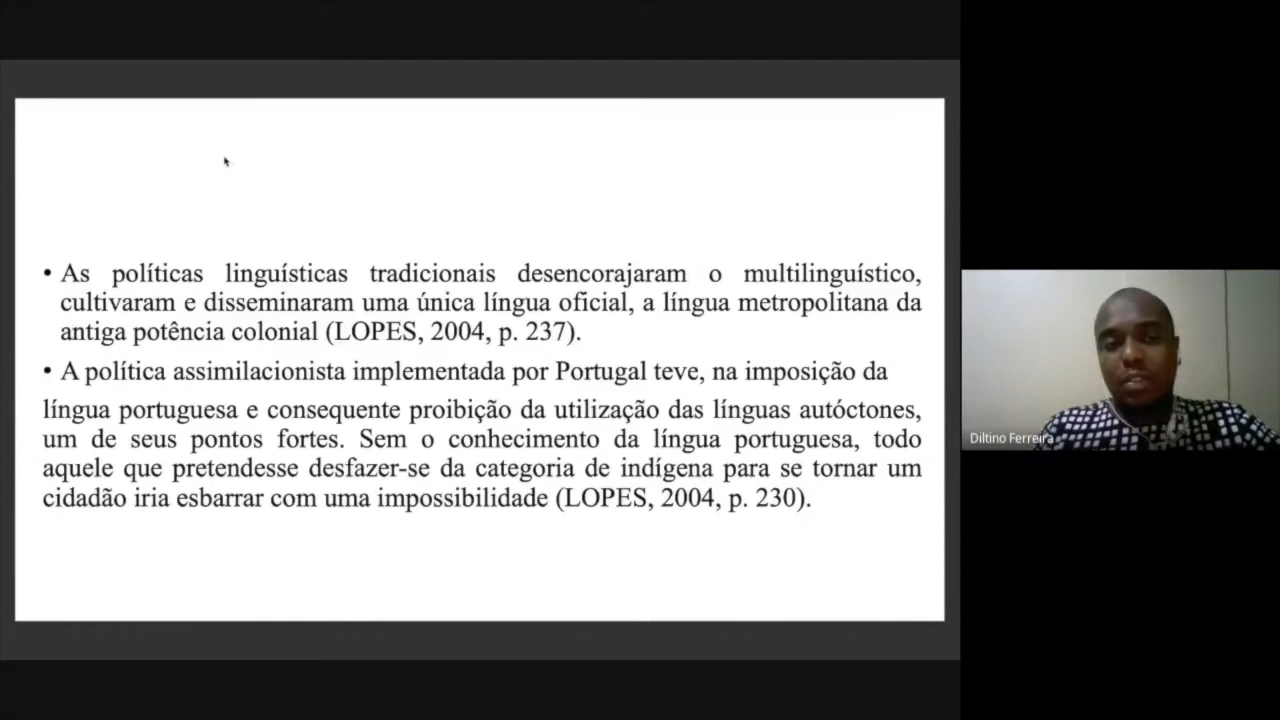 • As políticas linguísticas tradicionais desencorajaram o multilinguístico,
cultivaram e disseminaram uma única língua oficial, a língua metropolitana da
antiga potência colonial (LOPES, 2004, p. 237).
• A política assimilacionista implementada por Portugal teve, na imposição da
língua portuguesa e consequente proibição da utilização das línguas autóctones,
um de seus pontos fortes. Sem o conhecimento da língua portuguesa, todo
aquele que pretendesse desfazer-se da categoria de indígena para se tornar um
cidadão iria esbarrar com uma impossibilidade (LOPES, 2004, p. 230).
Diltino Ferreira